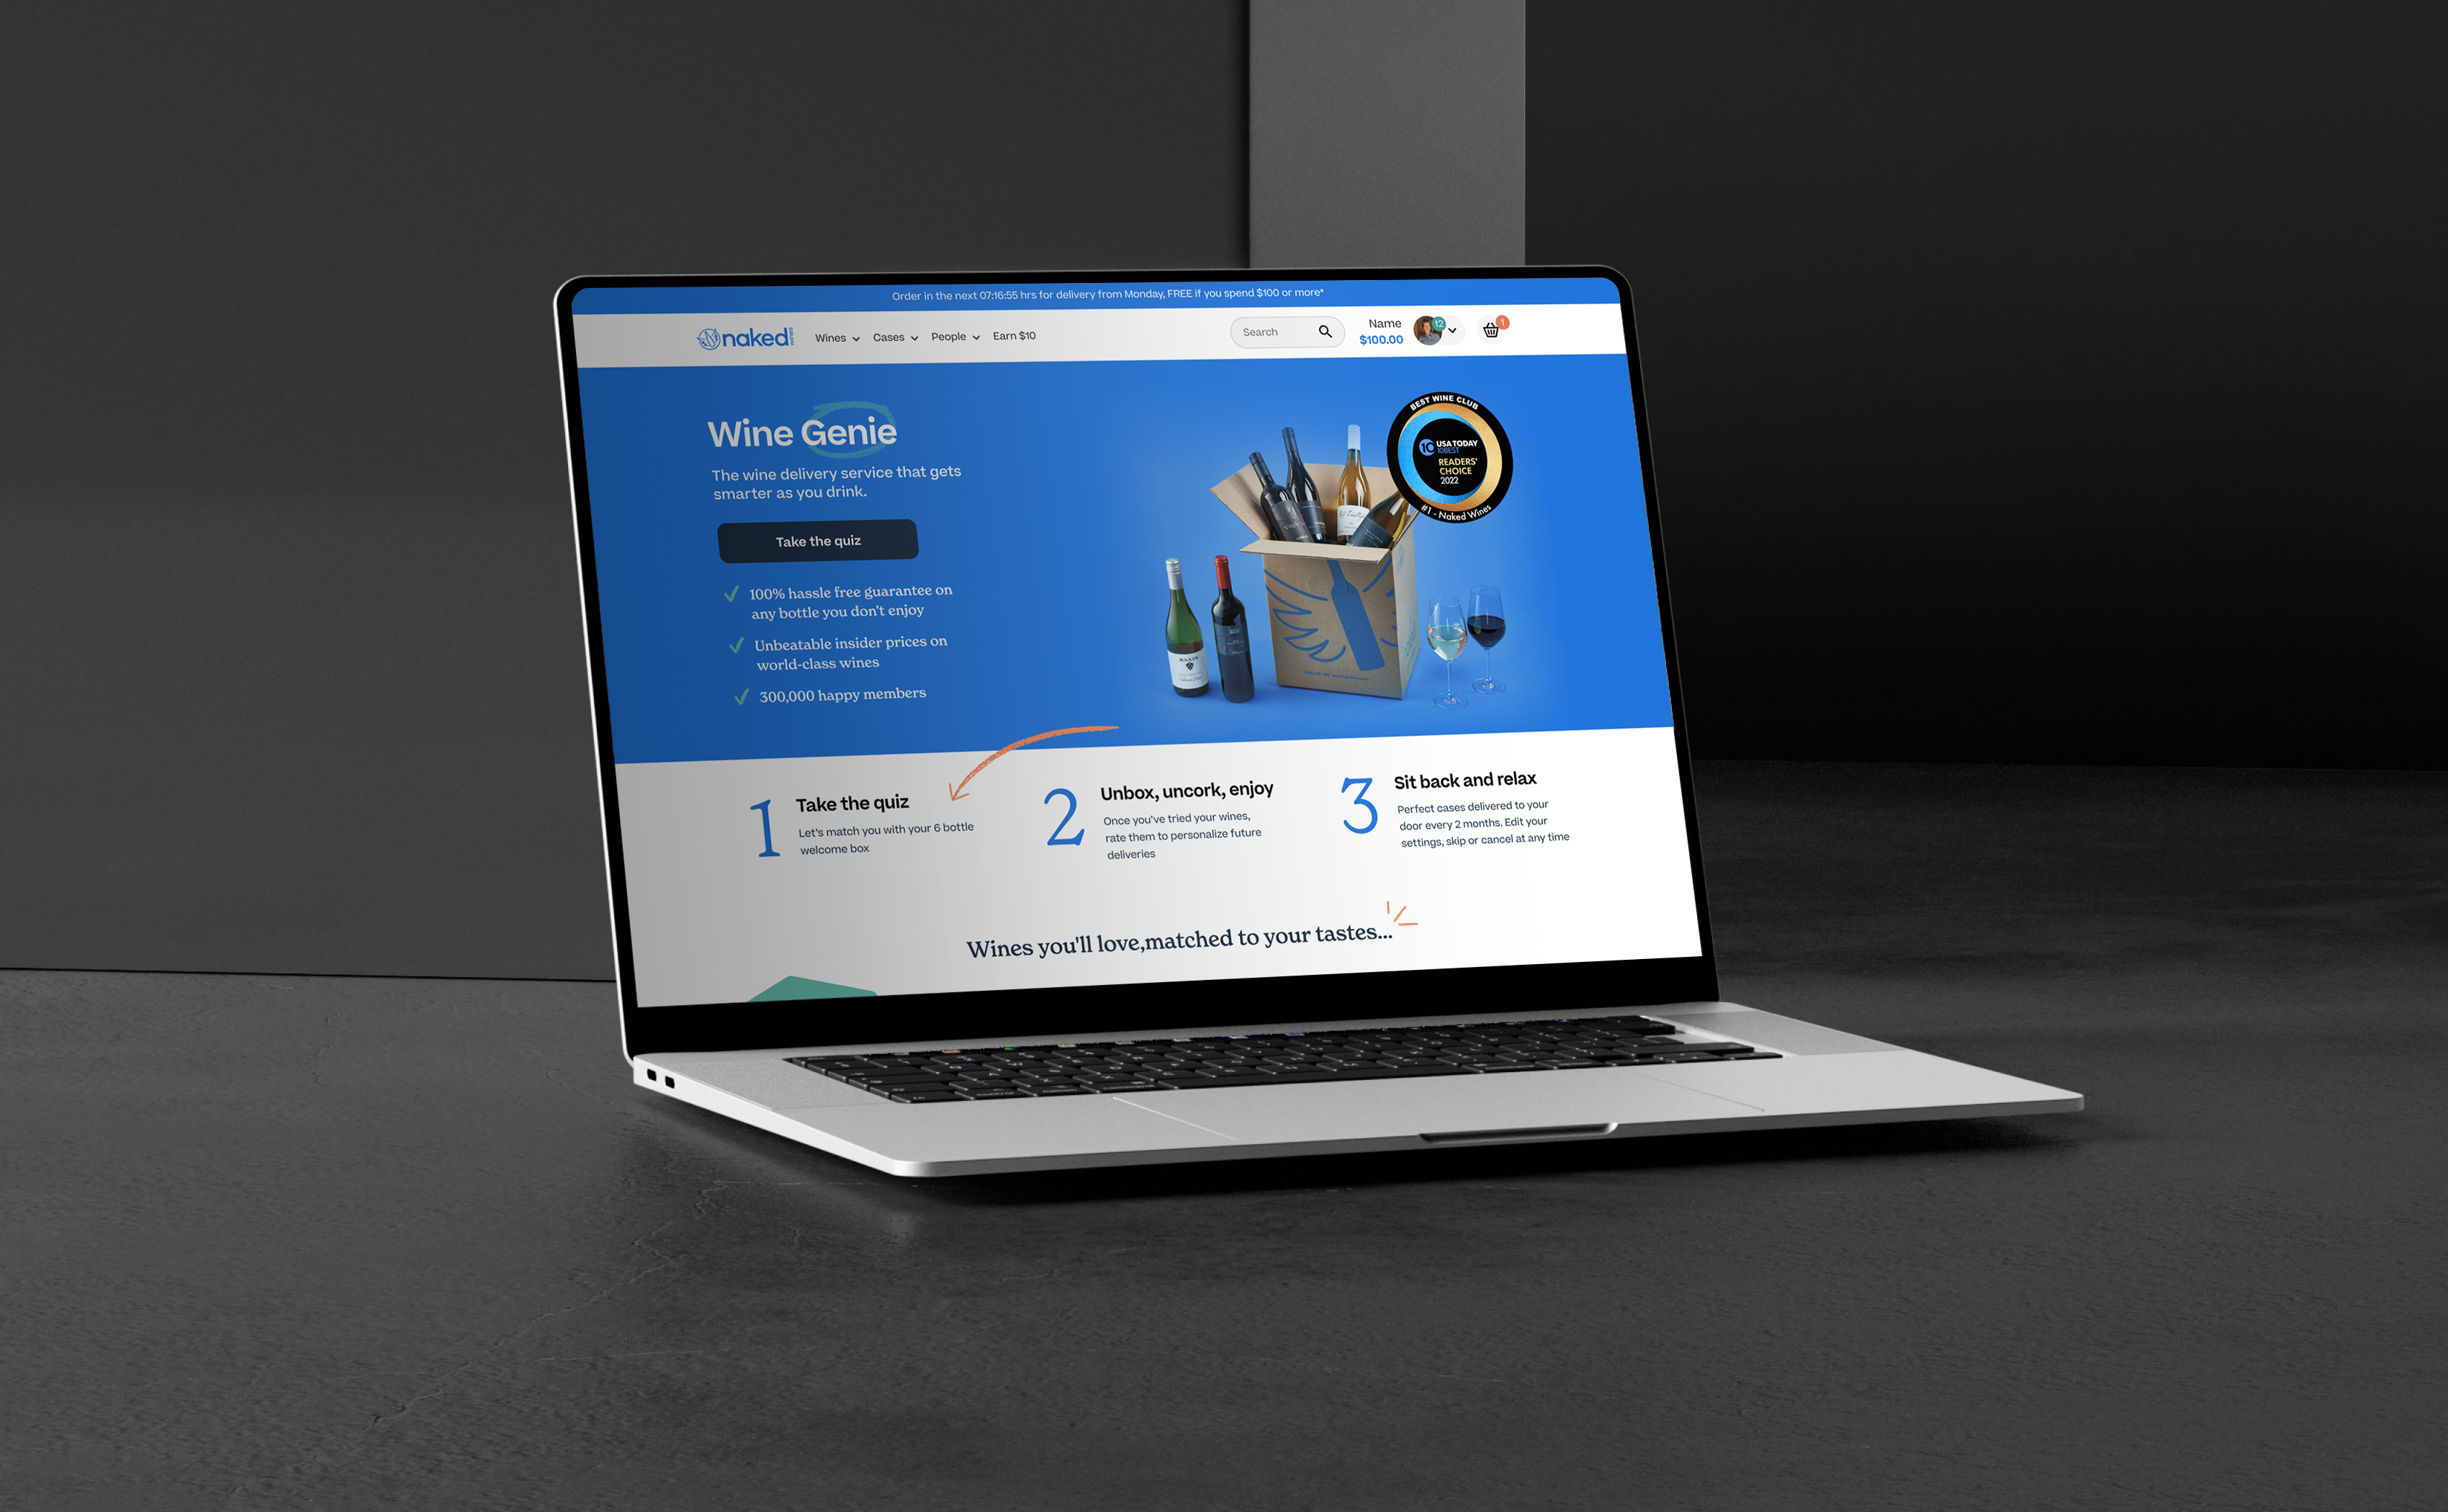 Order in the next 07:16:55 hrs for delivery from Monday, FREE if you spend $100 or more*
naked wines
Wines
Cases
People
Earn $10
Search
Name
$100.00
12
1
Wine Genie
The wine delivery service that gets
smarter as you drink.
Take the quiz
100% hassle free guarantee on
any bottle you don't enjoy
Unbeatable insider prices on
world-class wines
300,000 happy members
BEST WINE CLUB
10
USA TODAY
10BEST
READERS'
CHOICE
2022
#1 - Naked Wines
RAATS
1
Take the quiz
Let's match you with your 6 bottle
welcome box
2
Unbox, uncork, enjoy
Once you've tried your wines,
rate them to personalize future
deliveries
3
Sit back and relax
Perfect cases delivered to your
door every 2 months. Edit your
settings, skip or cancel at any time
Wines you'll love,matched to your tastes...